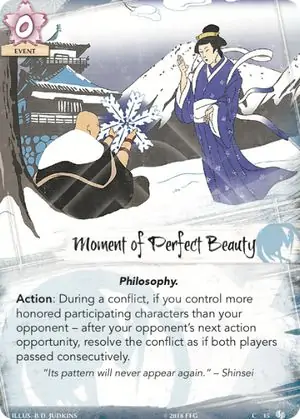 0
EVENT
Moment of Perfect Beauty
Philosophy.
Action: During a conflict, if you control more
honored participating characters than your
opponent – after your opponent's next action
opportunity, resolve the conflict as if both players
passed consecutively.
"Its pattern will never appear again." – Shinsei
ILLUS. B.D. JUDKINS
©2018 FFG
C